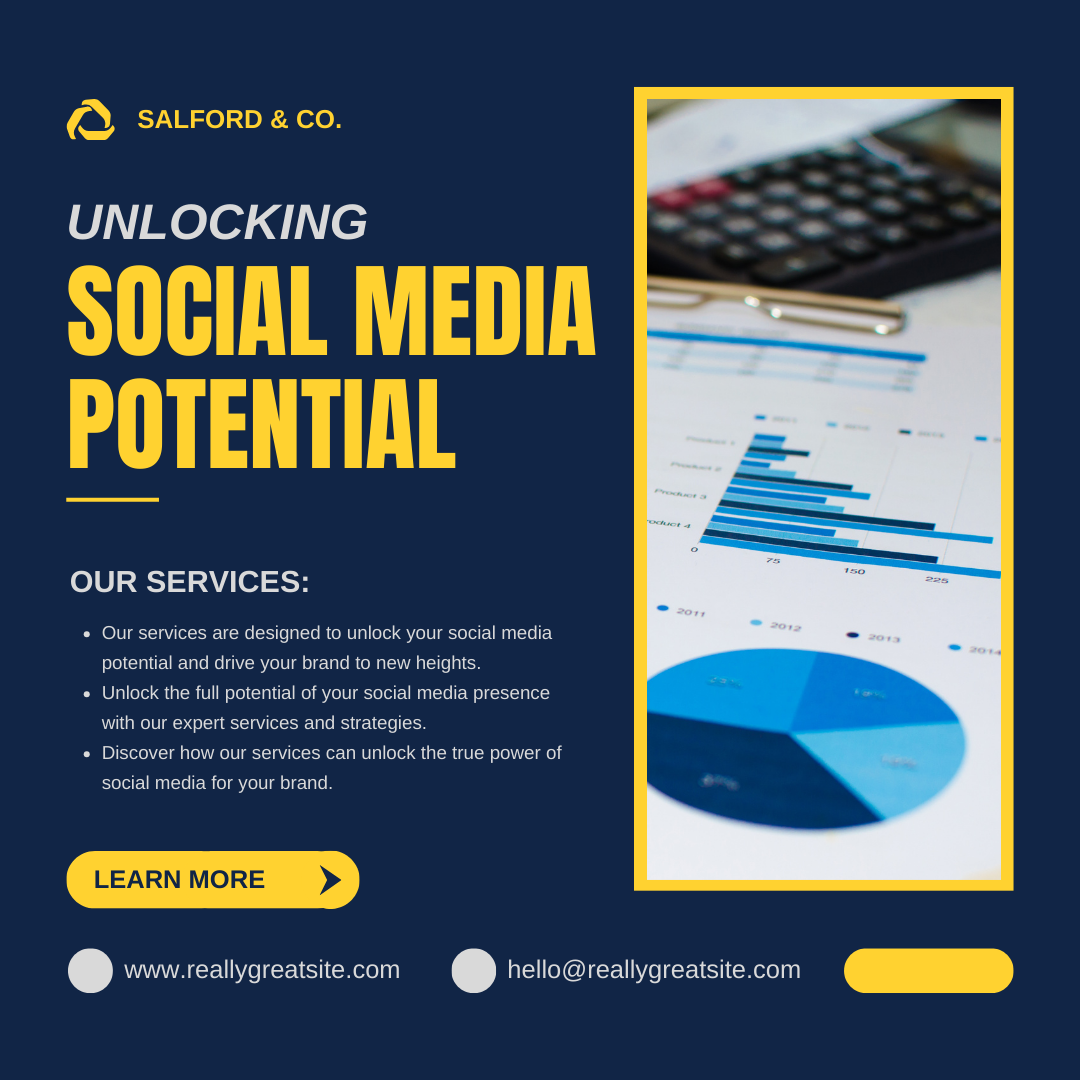 SALFORD & CO.
UNLOCKING
SOCIAL MEDIA
POTENTIAL
OUR SERVICES:
• Our services are designed to unlock your social media
potential and drive your brand to new heights.
• Unlock the full potential of your social media presence
with our expert services and strategies.
• Discover how our services can unlock the true power of
social media for your brand.
LEARN MORE
www.reallygreatsite.com
hello@reallygreatsite.com
Product 1
Product 2
Product 3
roduct 4
0 75 150 225
2011 2012 2013 2014